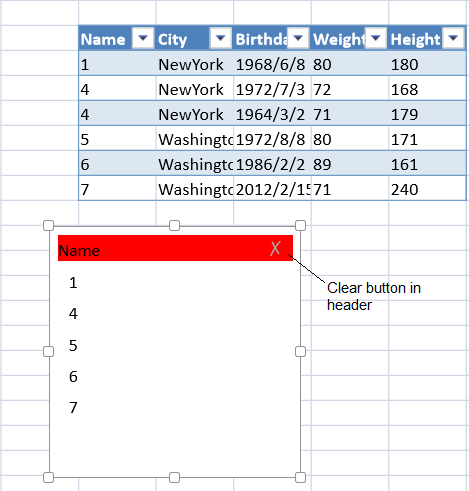 Name City Birthda Weight Height
1 NewYork 1968/6/8 80 180
4 NewYork 1972/7/3 72 168
4 NewYork 1964/3/2 71 179
5 Washingto 1972/8/8 80 171
6 Washingto 1986/2/2 89 161
7 Washingto 2012/2/15 71 240
Name X
1
4
5
6
7
Clear button in
header